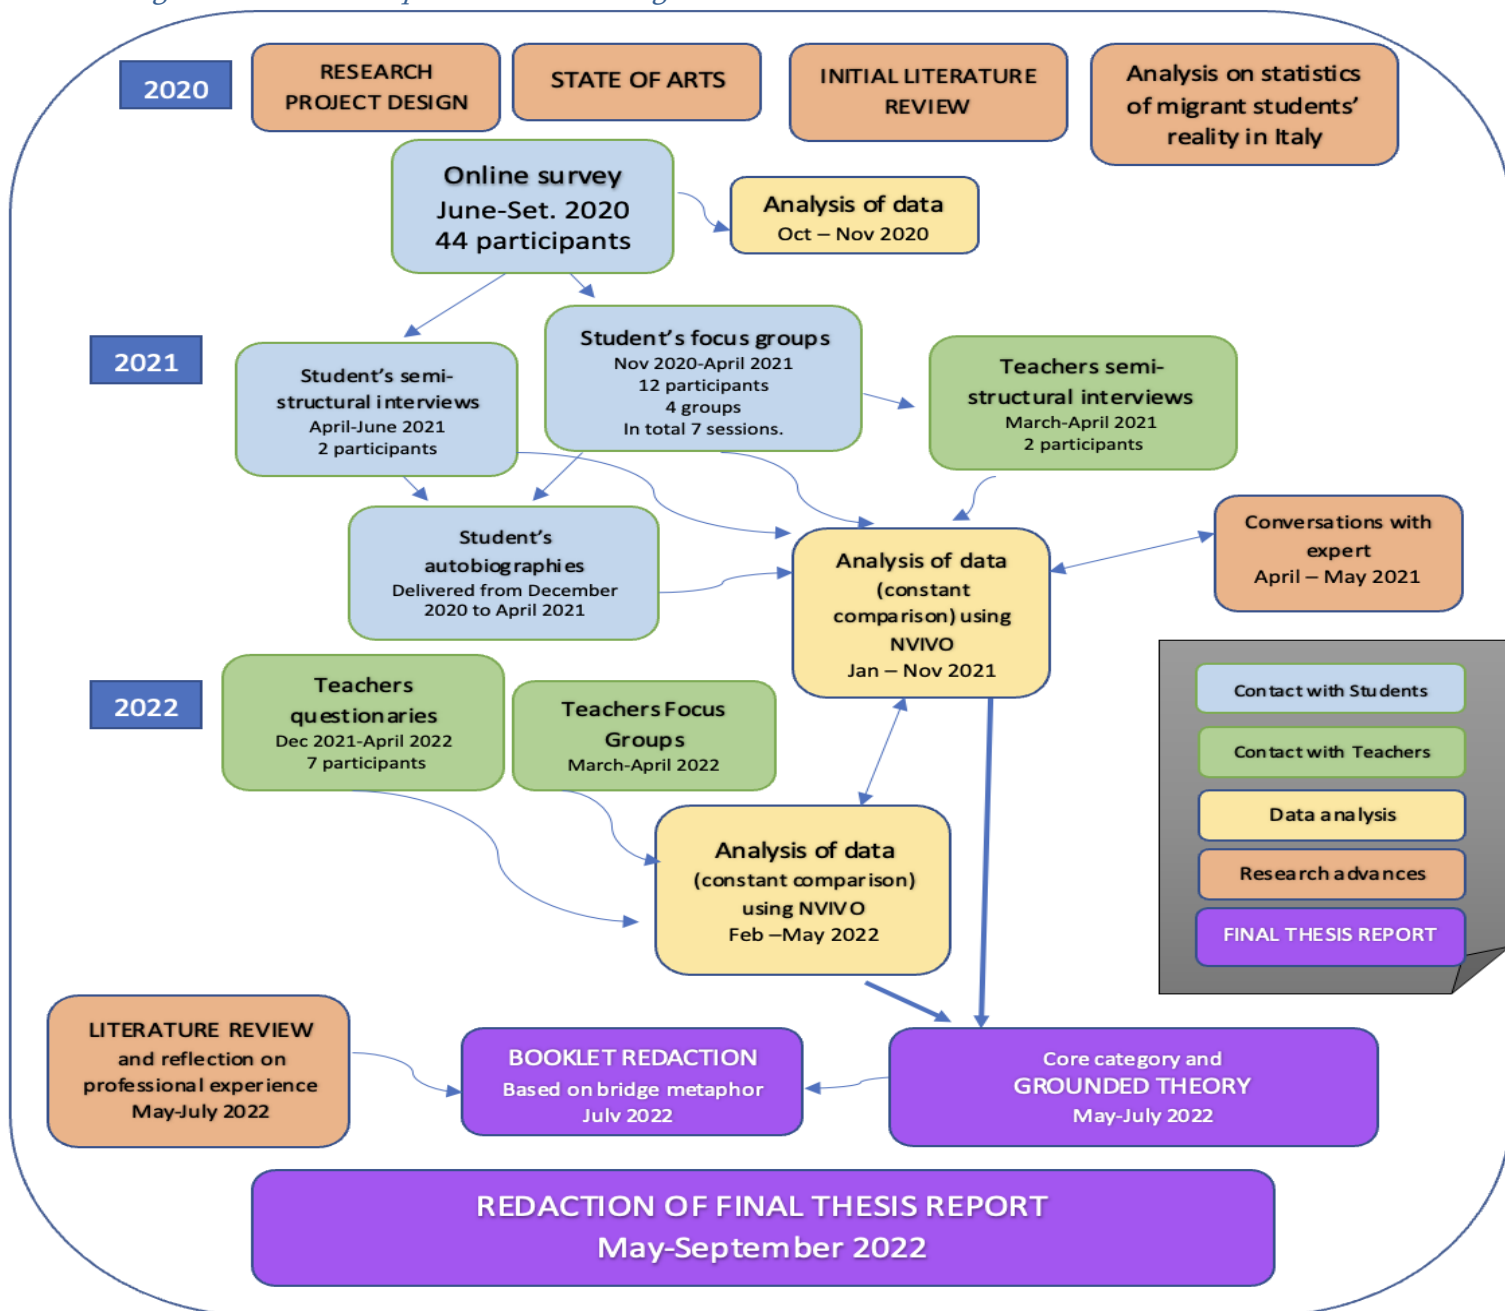 2020
RESEARCH
PROJECT DESIGN
STATE OF ARTS
INITIAL LITERATURE
REVIEW
Analysis on statistics
of migrant students'
reality in Italy
Online survey
June-Set. 2020
44 participants
Analysis of data
Oct – Nov 2020
2021
Student's semi-
structural interviews
April-June 2021
2 participants
Student's focus groups
Nov 2020-April 2021
12 participants
4 groups
In total 7 sessions.
Teachers semi-
structural interviews
March-April 2021
2 participants
Student's
autobiographies
Delivered from December
2020 to April 2021
Analysis of data
(constant
comparison) using
NVIVO
Jan – Nov 2021
Conversations with
expert
April – May 2021
2022
Teachers
questionaries
Dec 2021-April 2022
7 participants
Teachers Focus
Groups
March-April 2022
Analysis of data
(constant comparison)
using NVIVO
Feb –May 2022
Contact with Students
Contact with Teachers
Data analysis
Research advances
FINAL THESIS REPORT
LITERATURE REVIEW
and reflection on
professional experience
May-July 2022
BOOKLET REDACTION
Based on bridge metaphor
July 2022
Core category and
GROUNDED THEORY
May-July 2022
REDACTION OF FINAL THESIS REPORT
May-September 2022